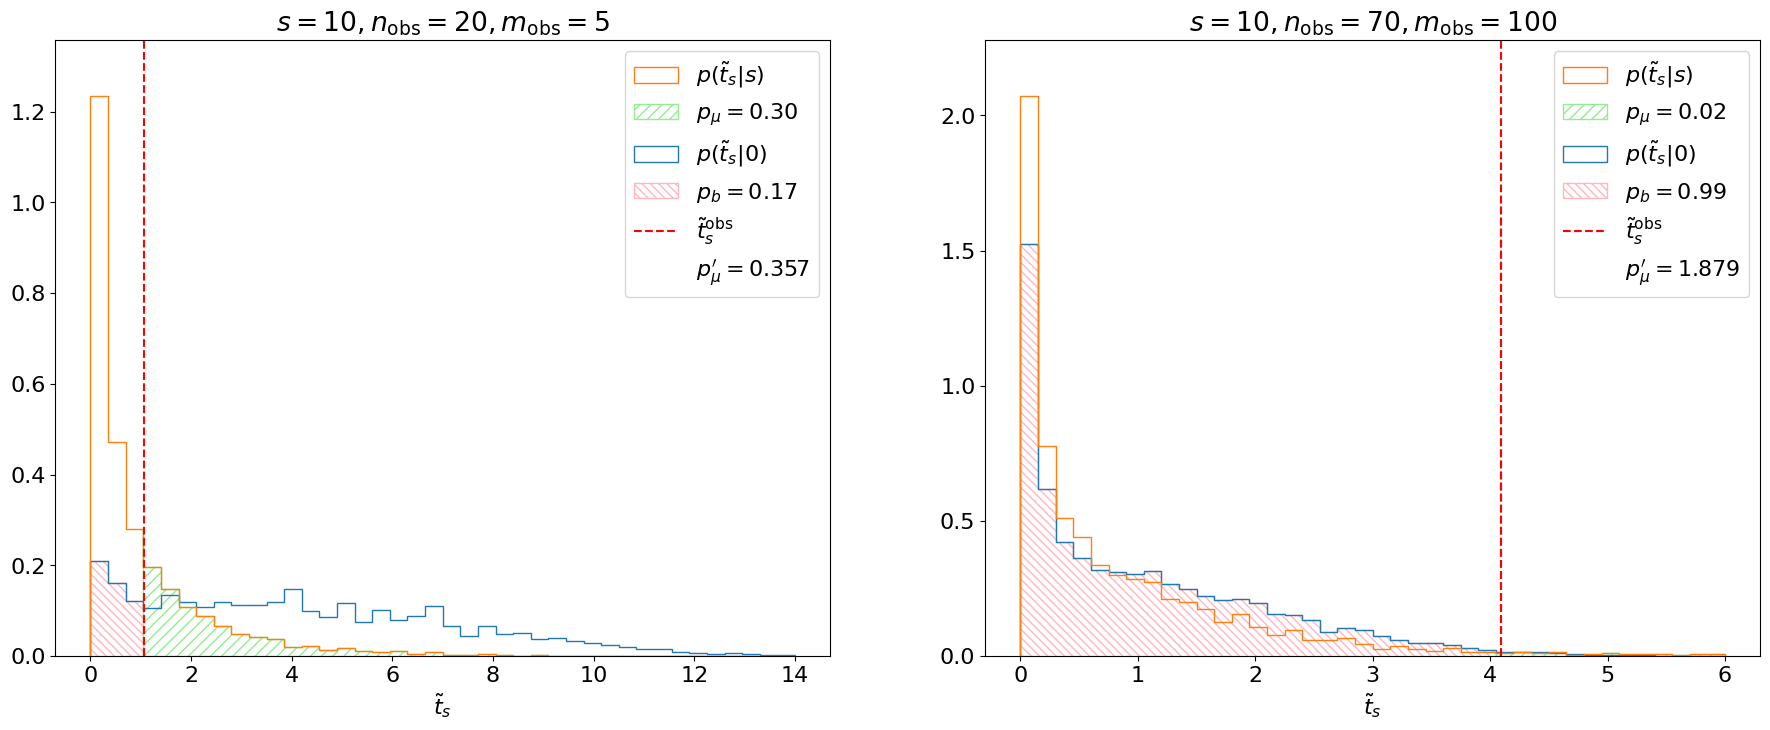 s = 10, n_obs = 20, m_obs = 5
p(t̃_s|s)
p_μ = 0.30
p(t̃_s|0)
p_b = 0.17
t̃_s^obs
p′_μ = 0.357
1.2
1.0
0.8
0.6
0.4
0.2
0.0
0 2 4 6 8 10 12 14
t̃_s
s = 10, n_obs = 70, m_obs = 100
p(t̃_s|s)
p_μ = 0.02
p(t̃_s|0)
p_b = 0.99
t̃_s^obs
p′_μ = 1.879
2.0
1.5
1.0
0.5
0.0
0 1 2 3 4 5 6
t̃_s